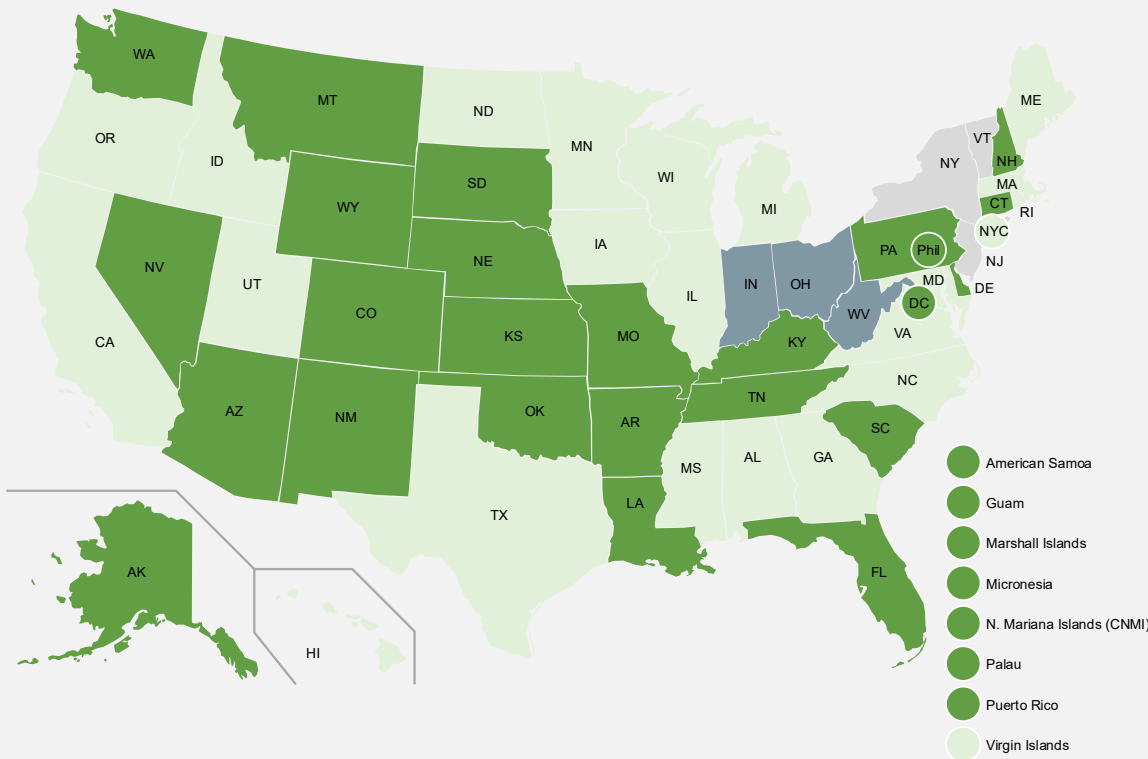 WA
MT
ND
ME
OR
MN
VT
ID
NY
NH
SD
WI
MA
WY
MI
CT
RI
NYC
IA
PA
Phil
NE
NV
NJ
UT
IN
OH
MD
DE
IL
DC
CO
WV
KS
MO
VA
CA
KY
NC
TN
AZ
OK
NM
AR
SC
MS
AL
GA
American Samoa
LA
Guam
TX
Marshall Islands
AK
FL
Micronesia
N. Mariana Islands (CNMI)
HI
Palau
Puerto Rico
Virgin Islands